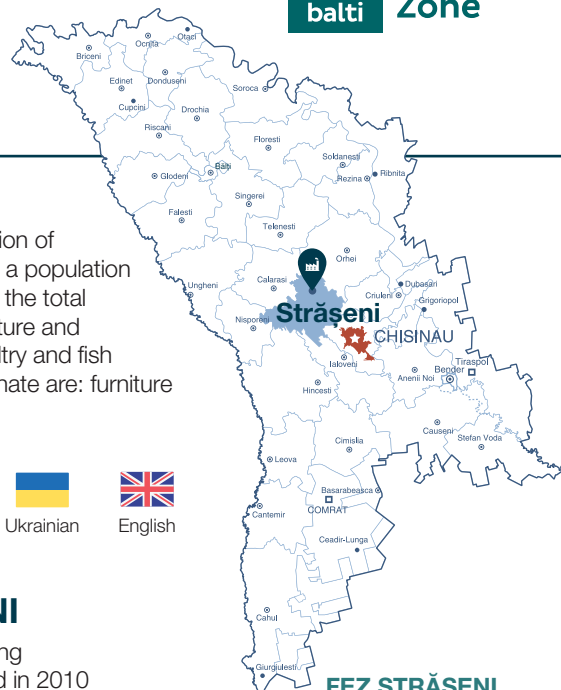 balti Zone
Briceni
Ocnita
Otaci
Edinet
Donduseni
Cupcini
Soroca
Drochia
Riscani
Floresti
Soldanesti
Glodeni
Balti
Rezina
Ribnita
Singerei
Falesti
Telenesti
Orhei
Ungheni
Calarasi
Dubasari
Criuleni
Grigoriopol
Strășeni
Nisporeni
CHISINAU
Ialoveni
Tiraspol
Anenii Noi
Bender
Hincesti
Causeni
Stefan Voda
Cimislia
Leova
Basarabeasca
COMRAT
Cantemir
Ceadir-Lunga
Cahul
Giurgiulesti
ion of
a population
the total
ture and
ltry and fish
nate are: furniture
Ukrainian English
NI
ng
d in 2010
FEZ STRĂȘENI